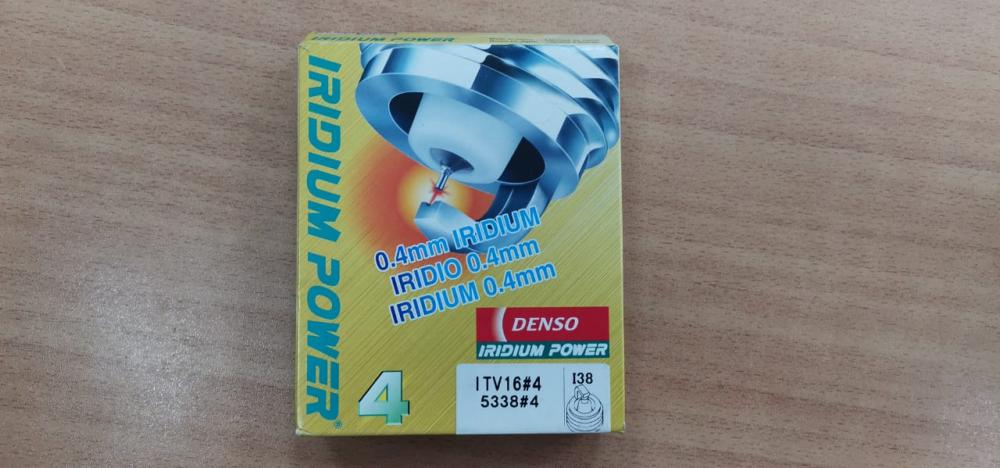 IRIDIUM POWER
IRIDIUM POWER®
0.4mm IRIDIUM
IRIDIO 0.4mm
IRIDIUM 0.4mm
DENSO
IRIDIUM POWER
4
ITV16#4
5338#4
I38